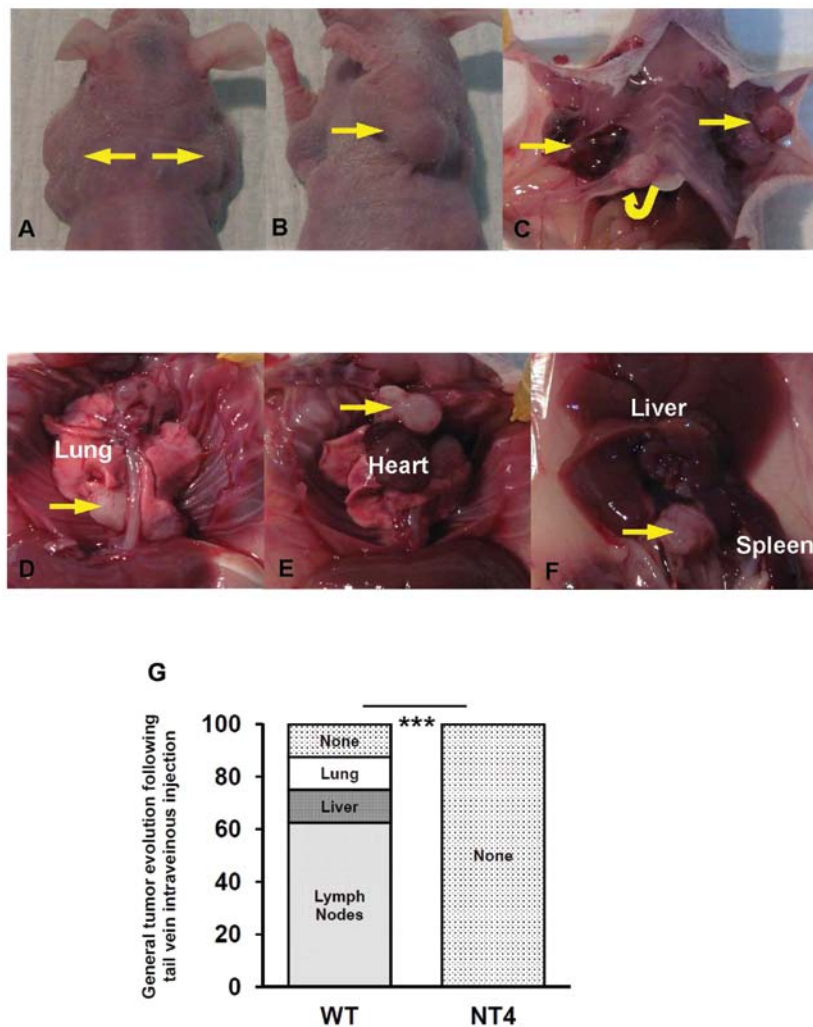 A
B
C
Lung
D
Heart
E
Liver
Spleen
F
G
General tumor evolution following
tail vein intraveinous injection
100
80
60
40
20
0
***
None
Lung
Liver
Lymph
Nodes
None
WT
NT4